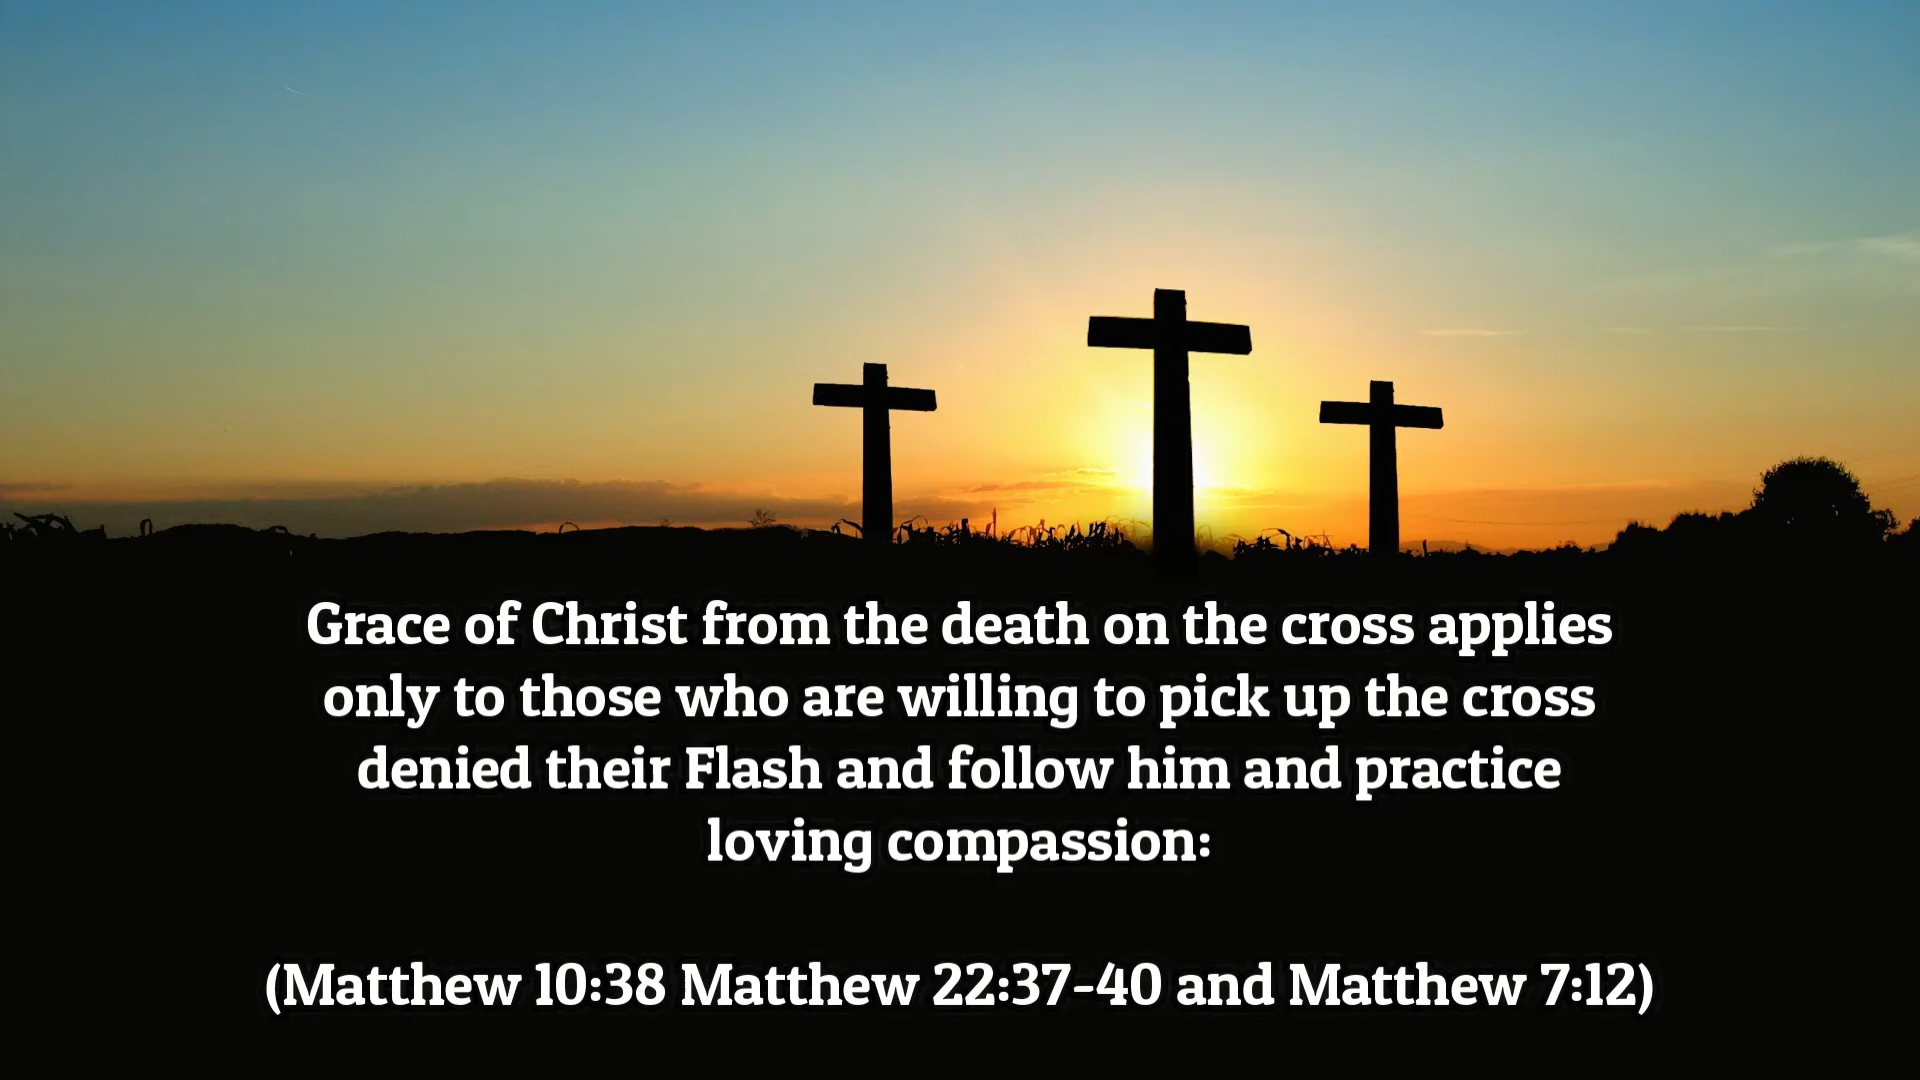 Grace of Christ from the death on the cross applies
only to those who are willing to pick up the cross
denied their Flash and follow him and practice
loving compassion:
(Matthew 10:38 Matthew 22:37-40 and Matthew 7:12)